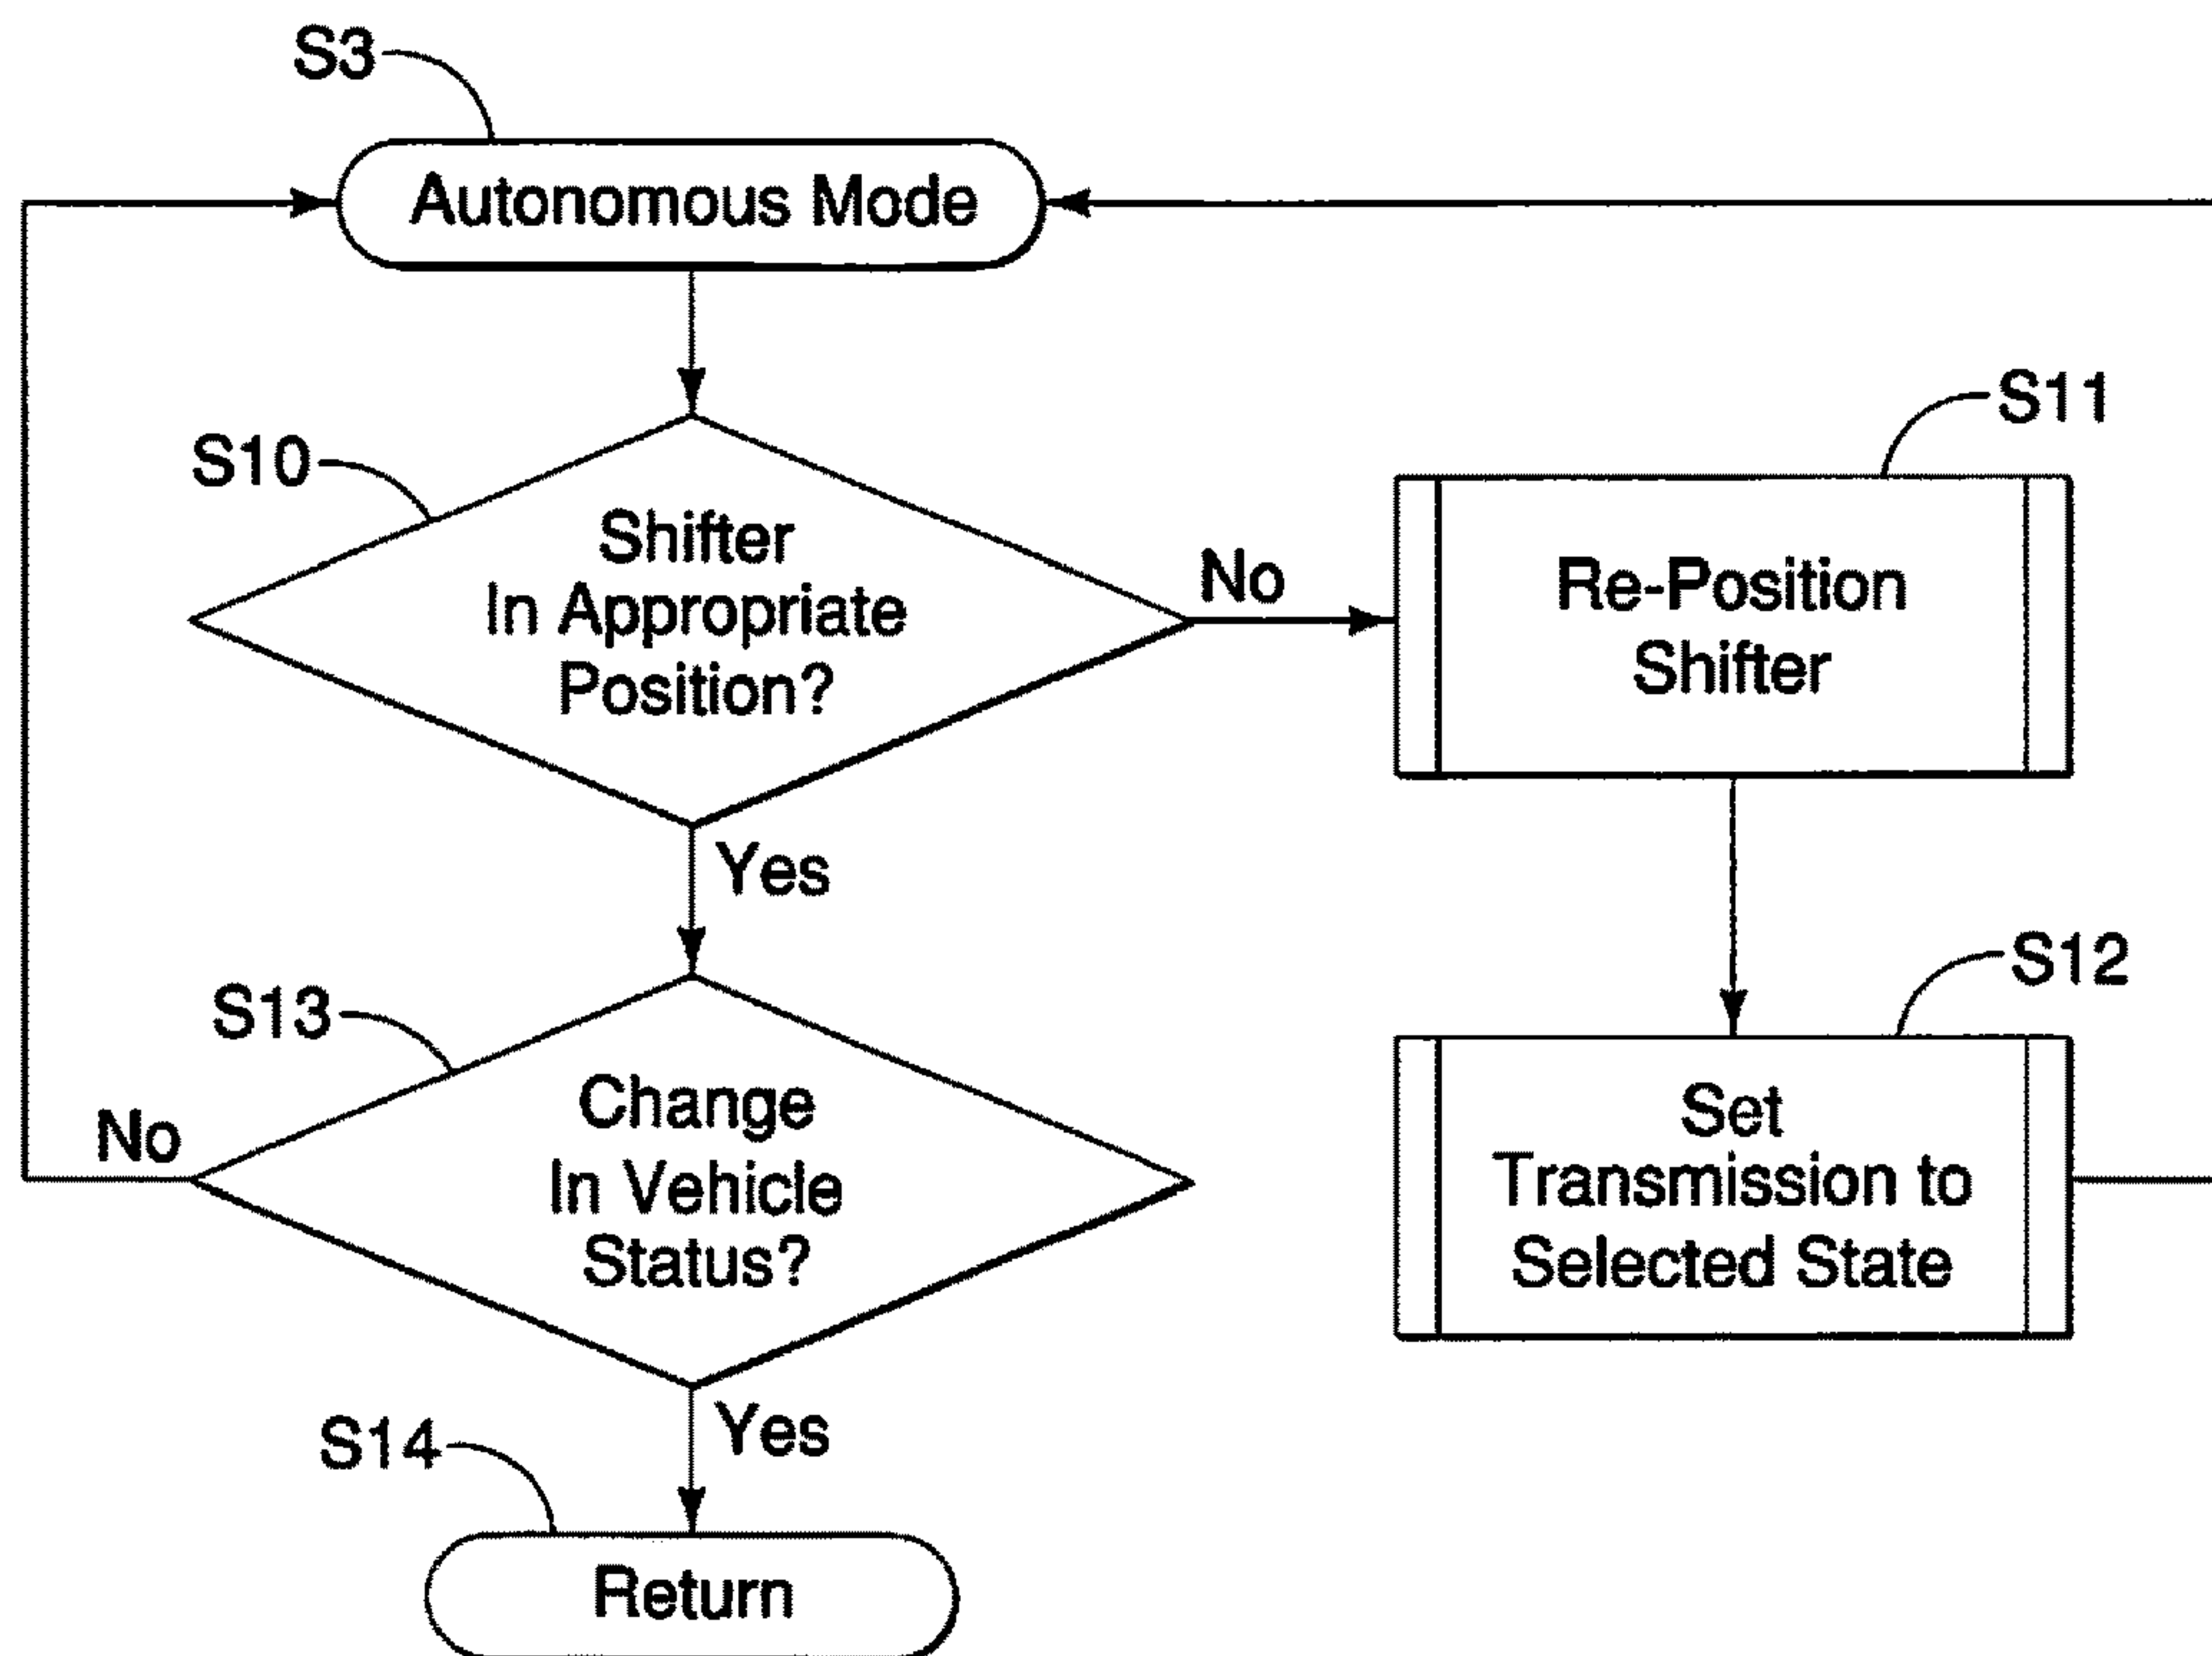 S3
Autonomous Mode
S10
Shifter
In Appropriate
Position?
No
S11
Re-Position
Shifter
Yes
S12
Set
Transmission to
Selected State
S13
Change
In Vehicle
Status?
No
Yes
S14
Return